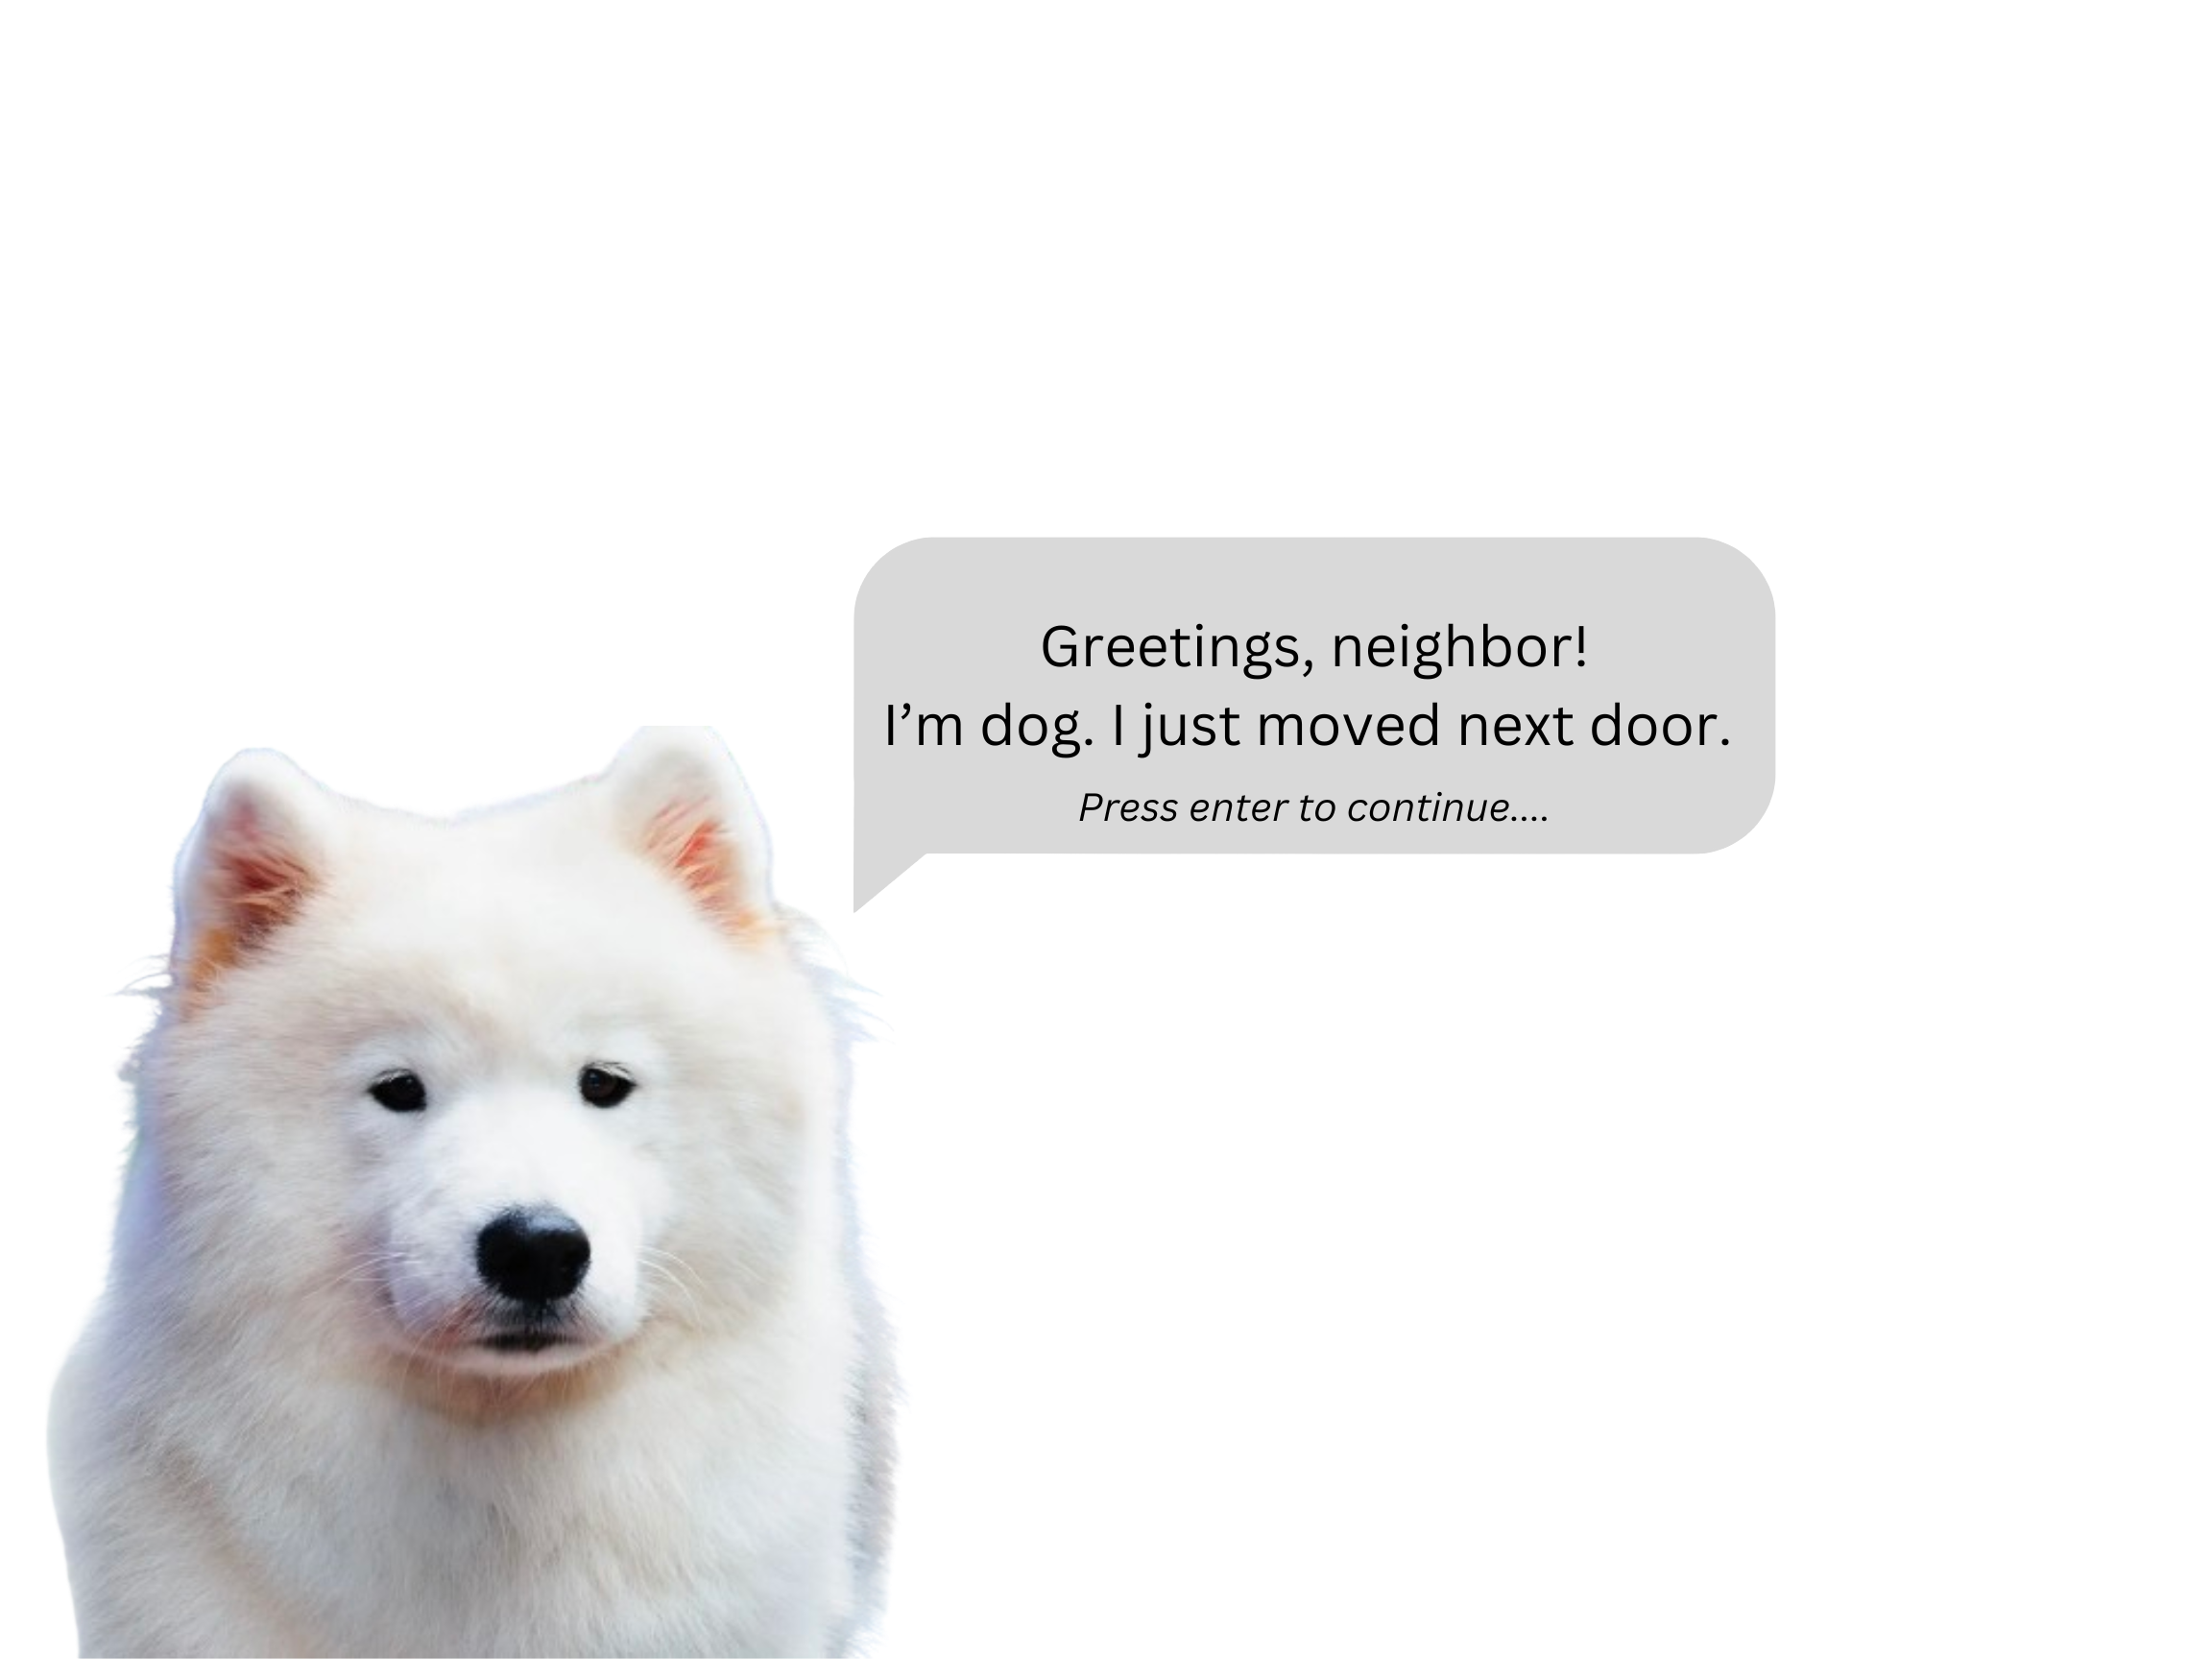 Greetings, neighbor!
I’m dog. I just moved next door.
Press enter to continue....